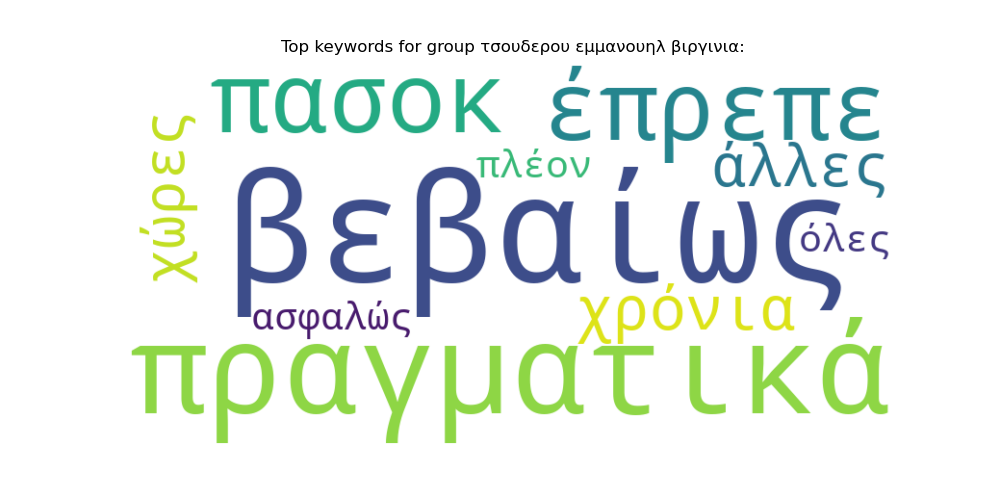 Top keywords for group τσουδερου εμμανουηλ βιργινια:
πασοκ
έπρεπε
χώρες
πλέον
άλλες
βεβαίως
όλες
ασφαλώς
χρόνια
πραγματικά